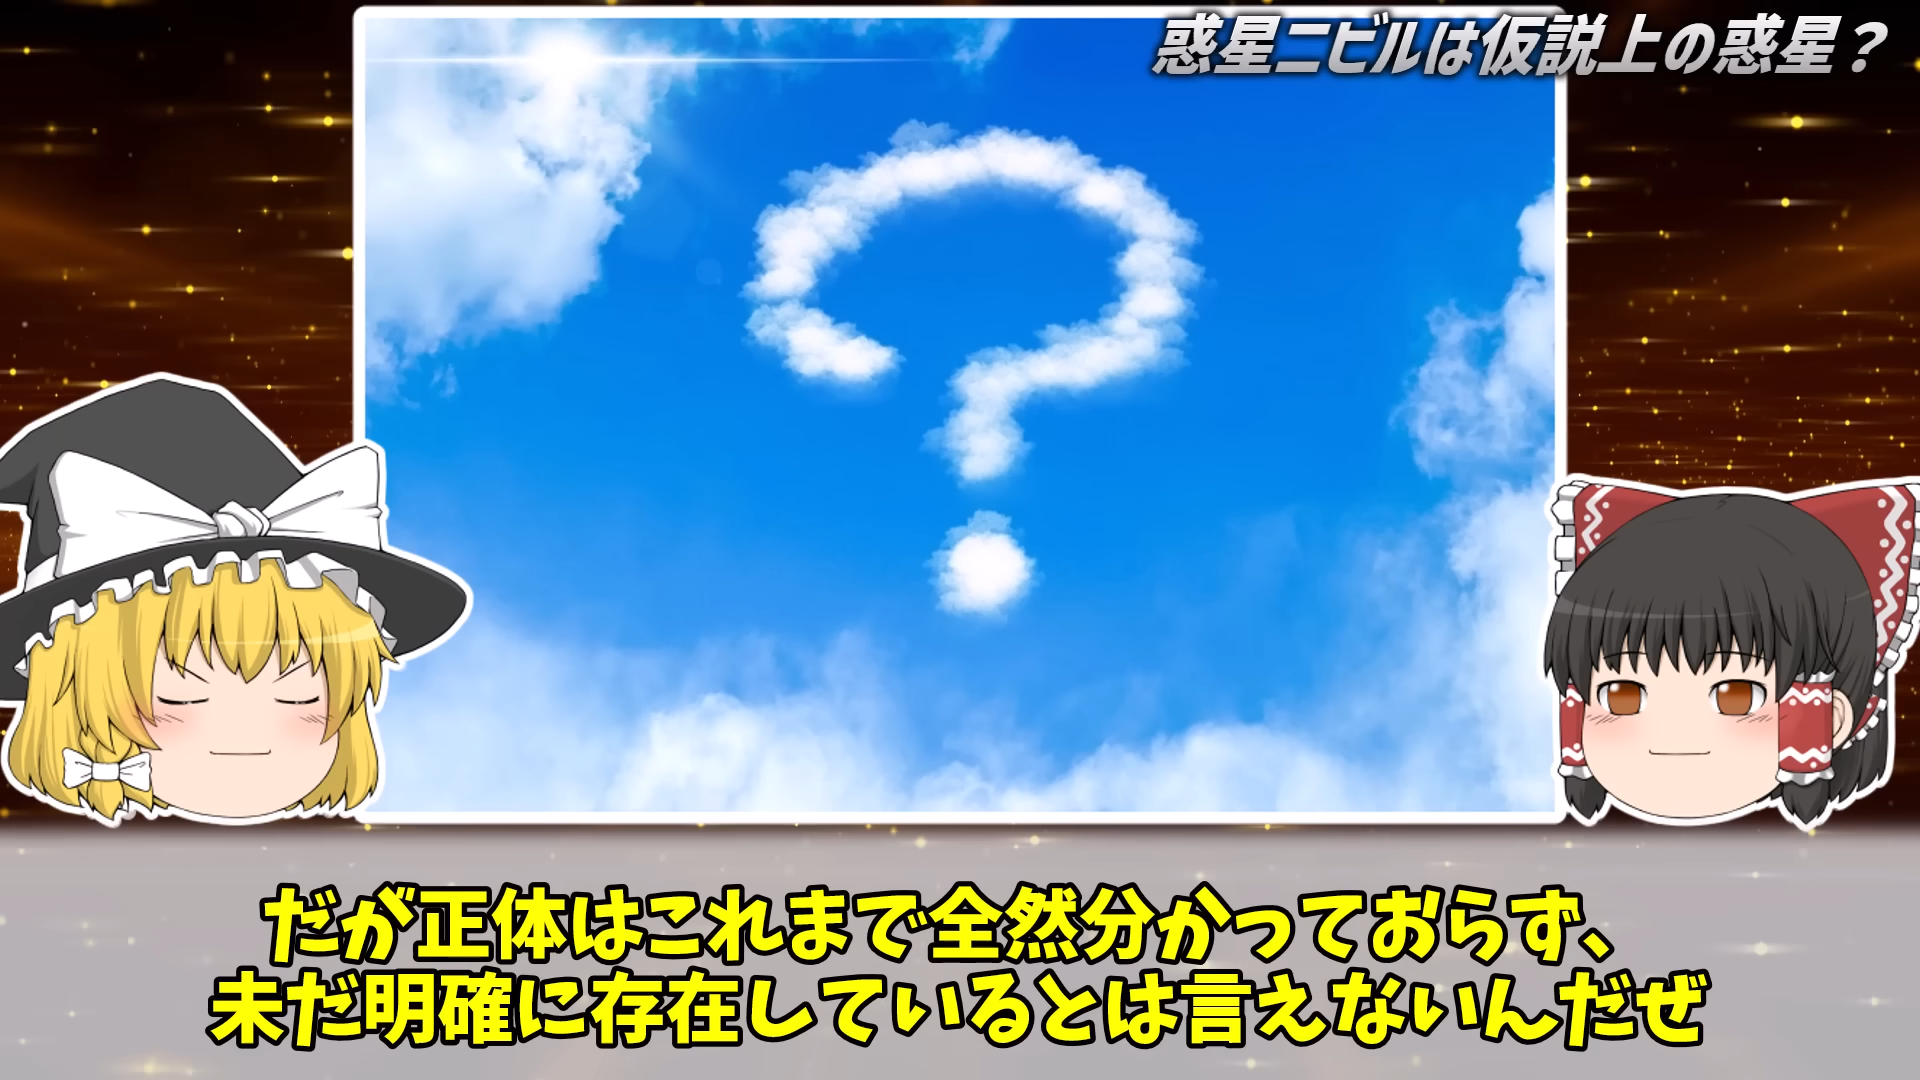 惑星ニビルは仮説上の惑星？
だが正体はこれまで全然分かっておらず、
未だ明確に存在しているとは言えないんだぜ